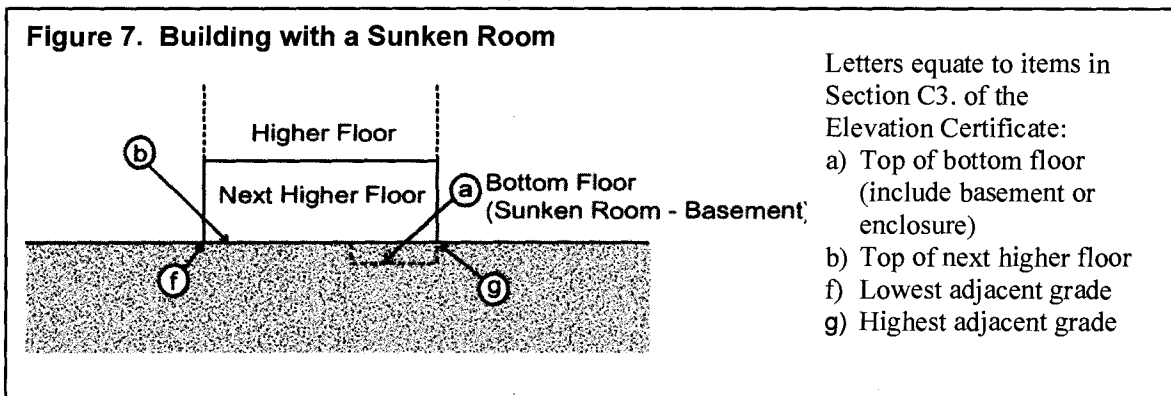 Figure 7. Building with a Sunken Room
Higher Floor
b
Next Higher Floor
a
Bottom Floor
(Sunken Room - Basement)
f
g
Letters equate to items in
Section C3. of the
Elevation Certificate:
a) Top of bottom floor
(include basement or
enclosure)
b) Top of next higher floor
f) Lowest adjacent grade
g) Highest adjacent grade